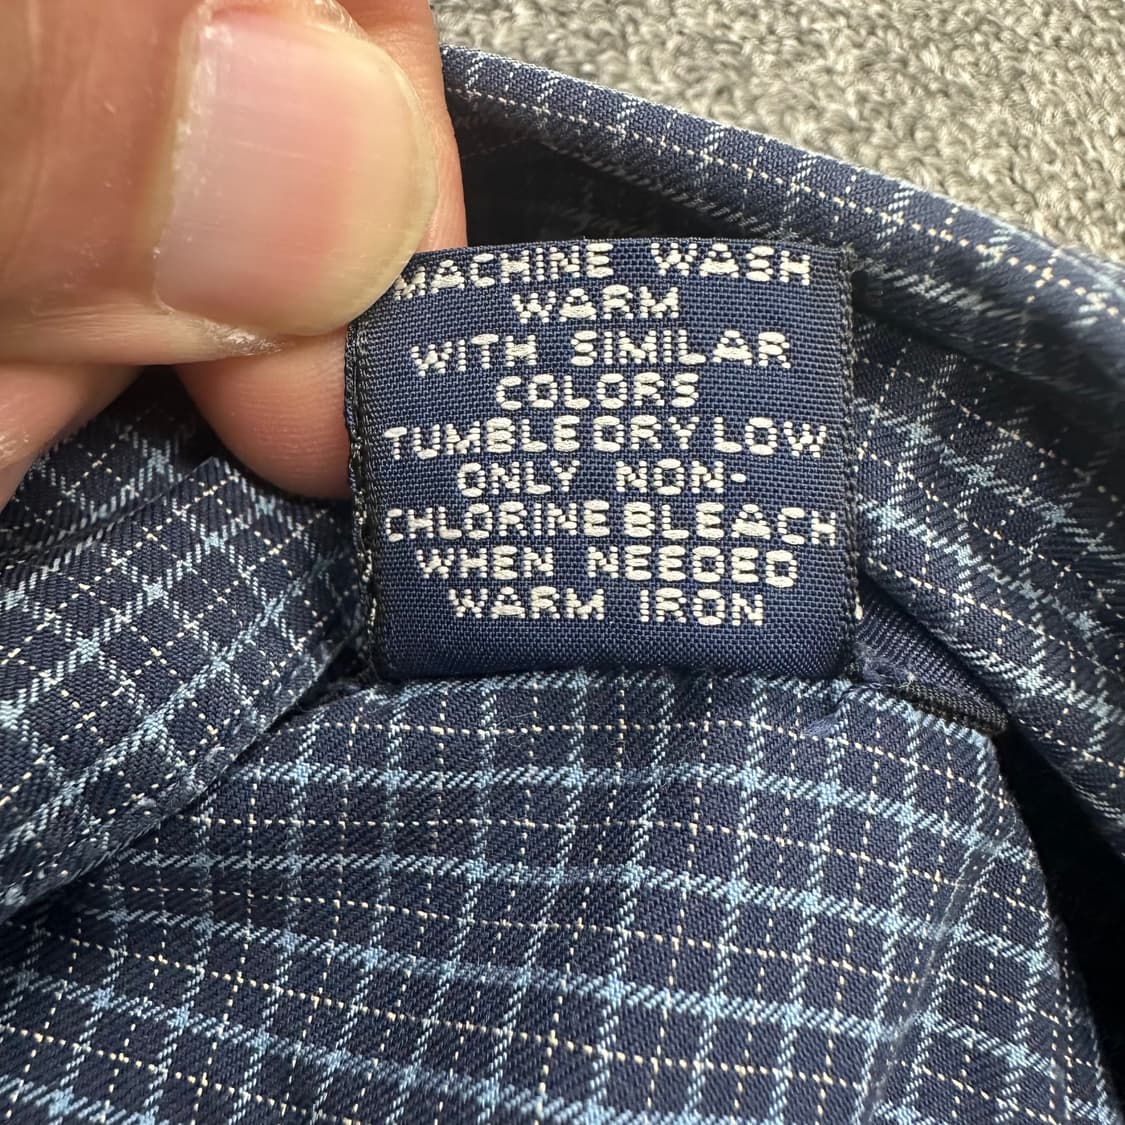 MACHINE WASH
WARM
WITH SIMILAR
COLORS
TUMBLE DRY LOW
ONLY NON-
CHLORINE BLEACH
WHEN NEEDED
WARM IRON